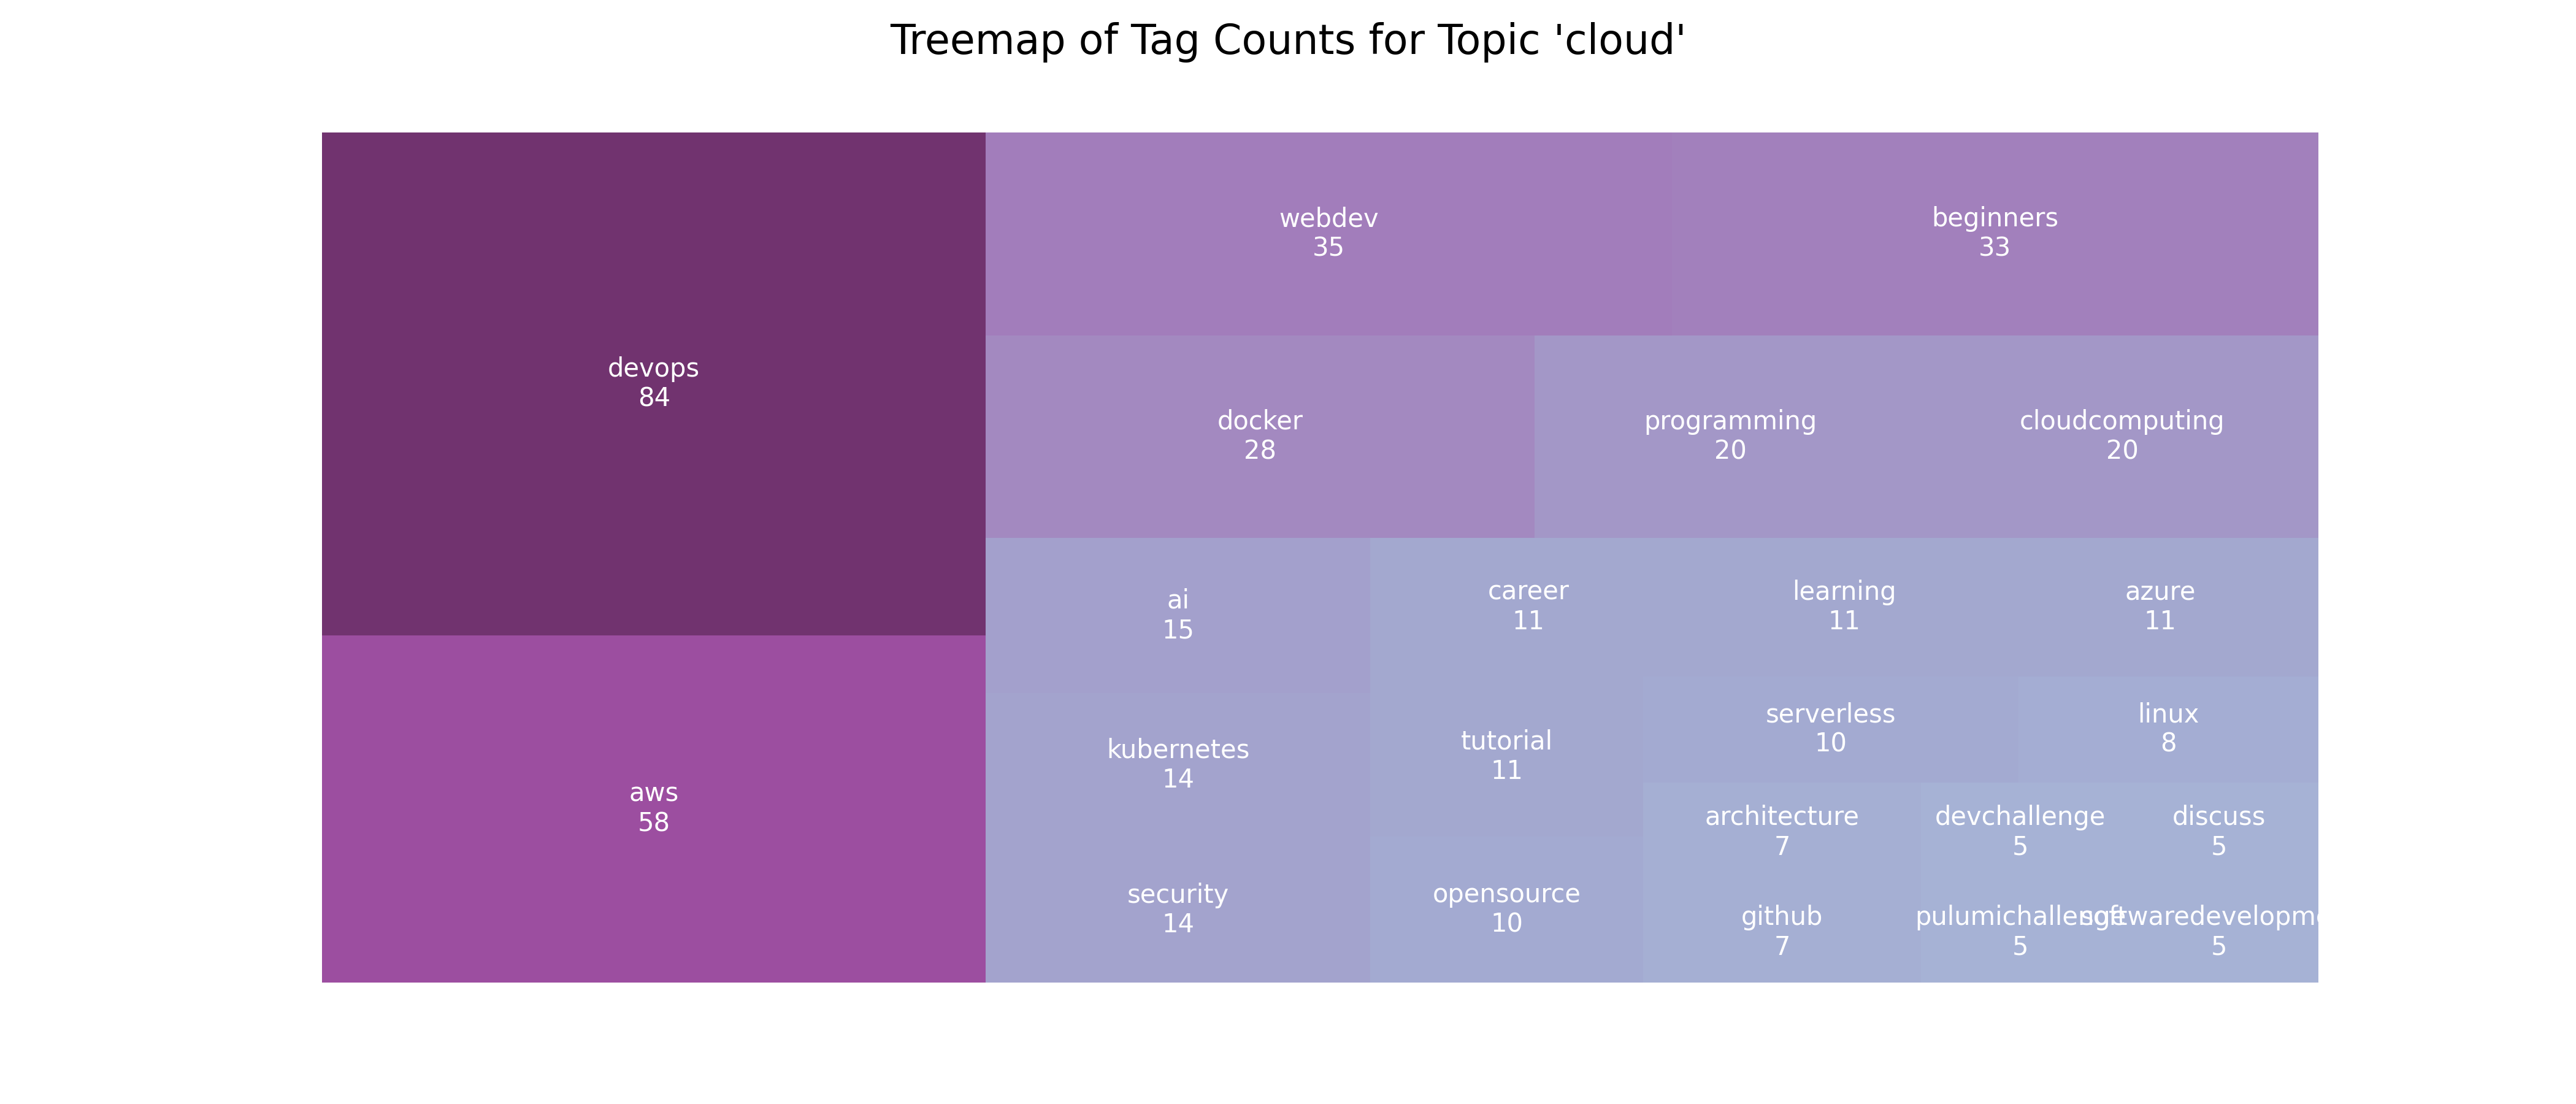 Treemap of Tag Counts for Topic 'cloud'
devops
84
aws
58
webdev
35
beginners
33
docker
28
programming
20
cloudcomputing
20
ai
15
kubernetes
14
security
14
career
11
learning
11
azure
11
tutorial
11
opensource
10
serverless
10
linux
8
architecture
7
github
7
devchallenge
5
discuss
5
pulumichallenge
5
softwaredevelopm
5